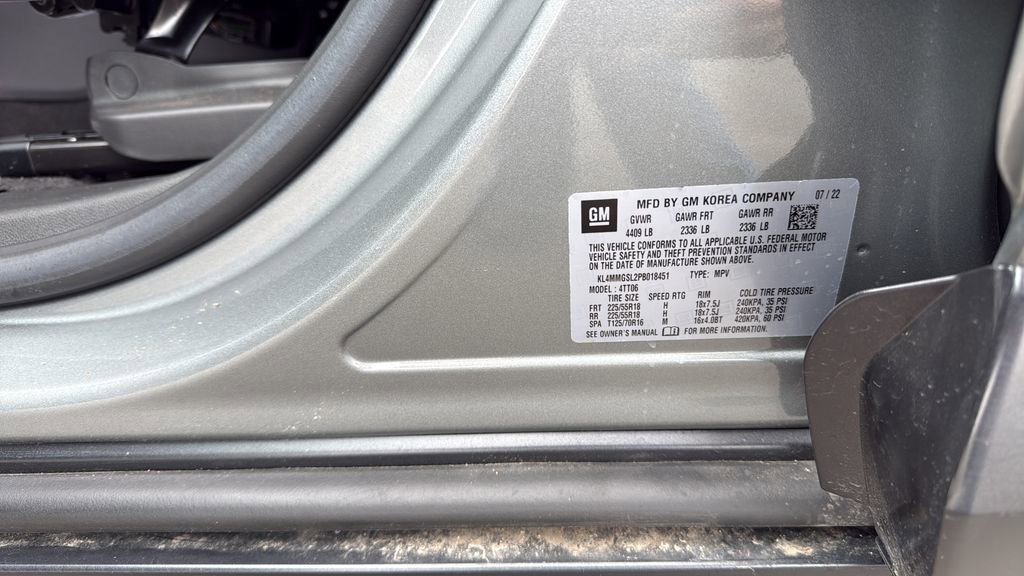 MFD BY GM KOREA COMPANY 07 / 22
GM
GVWR GAWR FRT GAWR RR
4409 LB 2336 LB 2336 LB
THIS VEHICLE CONFORMS TO ALL APPLICABLE U.S. FEDERAL MOTOR
VEHICLE SAFETY AND THEFT PREVENTION STANDARDS IN EFFECT
ON THE DATE OF MANUFACTURE SHOWN ABOVE.
KL4MMGSL2PB018451 TYPE: MPV
MODEL: 4TT06
TIRE SIZE SPEED RTG RIM COLD TIRE PRESSURE
FRT 225/55R18 H 18x7.5J 240KPA, 35 PSI
RR 225/55R18 H 18x7.5J 240KPA, 35 PSI
SPA T125/70R16 M 16x4.0BT 420KPA, 60 PSI
SEE OWNER'S MANUAL FOR MORE INFORMATION.